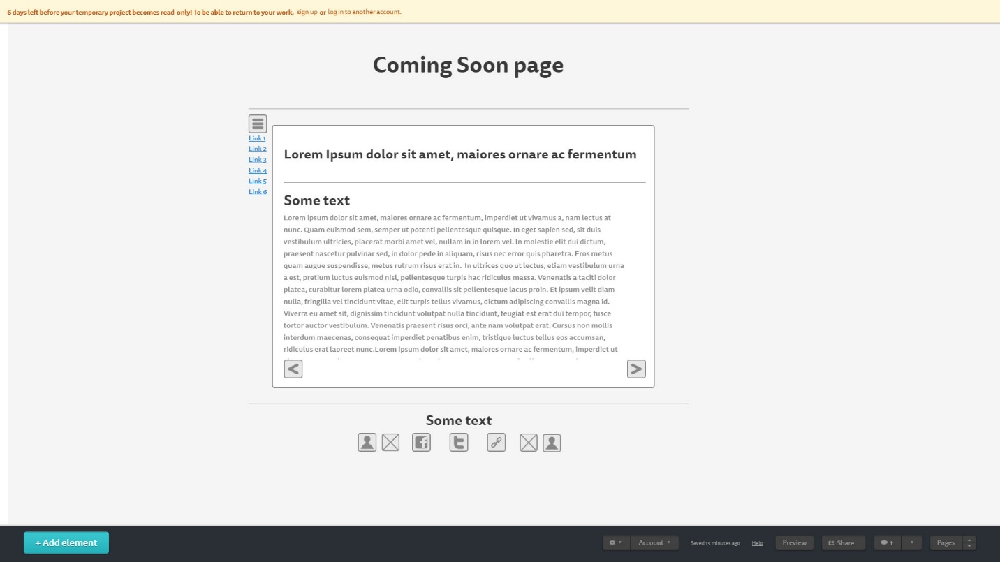 6 days left before your temporary project becomes read-only! To be able to return to your work, sign up or log in to another account.
Coming Soon page
Link 1
Link 2
Link 3
Link 4
Link 5
Link 6
Lorem Ipsum dolor sit amet, maiores ornare ac fermentum
Some text
Lorem ipsum dolor sit amet, maiores ornare ac fermentum, imperdiet ut vivamus a, nam lectus at
nunc. Quam euismod sem, semper ut potenti pellentesque quisque. In eget sapien sed, sit duis
vestibulum ultricies, placerat morbi amet vel, nullam in in lorem vel. In molestie elit dui dictum,
praesent nascetur pulvinar sed, in dolor pede in aliquam, risus nec error quis pharetra. Eros metus
quam augue suspendisse, metus rutrum risus erat in.  In ultrices quo ut lectus, etiam vestibulum urna
a est, pretium luctus euismod nisl, pellentesque turpis hac ridiculus massa. Venenatis a taciti dolor
platea, curabitur lorem platea urna odio, convallis sit pellentesque lacus proin. Et ipsum velit diam
nulla, fringilla vel tincidunt vitae, elit turpis tellus vivamus, dictum adipiscing convallis magna id.
Viverra eu amet sit, dignissim tincidunt volutpat nulla tincidunt, feugiat est erat dui tempor, fusce
tortor auctor vestibulum. Venenatis praesent risus orci, ante nam volutpat erat. Cursus non mollis
interdum maecenas, consequat imperdiet penatibus enim, tristique luctus tellus eos accumsan,
ridiculus erat laoreet nunc.Lorem ipsum dolor sit amet, maiores ornare ac fermentum, imperdiet ut
< >
Some text
+ Add element Account Saved 13 minutes ago Help Preview Share + Pages